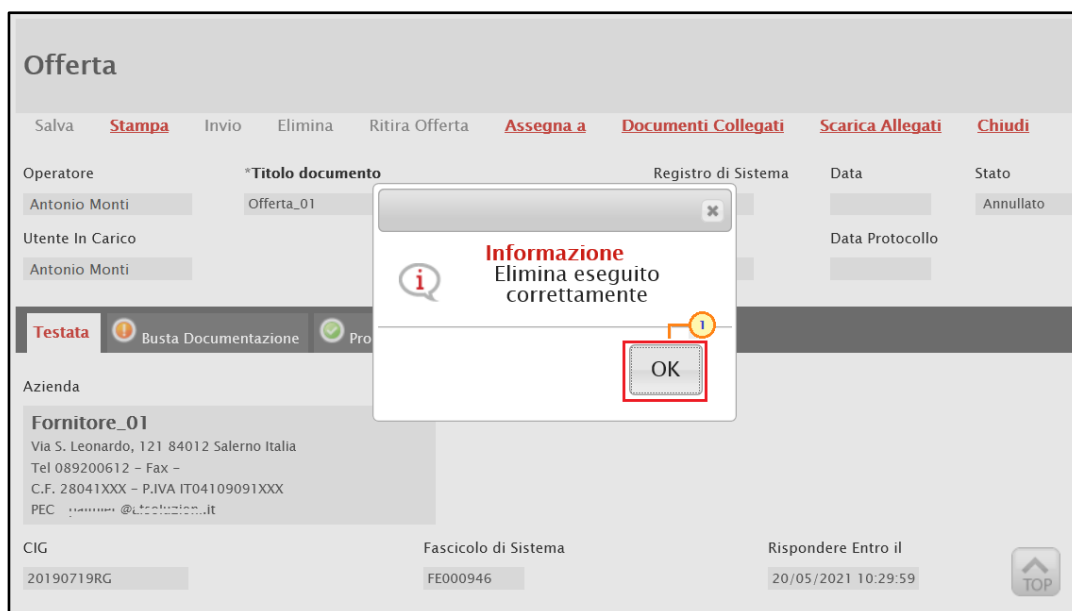 Offerta
Salva Stampa Invio Elimina Ritira Offerta Assegna a Documenti Collegati Scarica Allegati Chiudi
Operatore *Titolo documento Registro di Sistema Data Stato
Antonio Monti Offerta_01 Annullato
Utente In Carico Data Protocollo
Antonio Monti
Informazione
Elimina eseguito
correttamente
1
OK
Testata Busta Documentazione Pro
Azienda
Fornitore_01
Via S. Leonardo, 121 84012 Salerno Italia
Tel 089200612 - Fax -
C.F. 28041XXX - P.IVA IT04109091XXX
PEC
CIG Fascicolo di Sistema Rispondere Entro il
20190719RG FE000946 20/05/2021 10:29:59
TOP